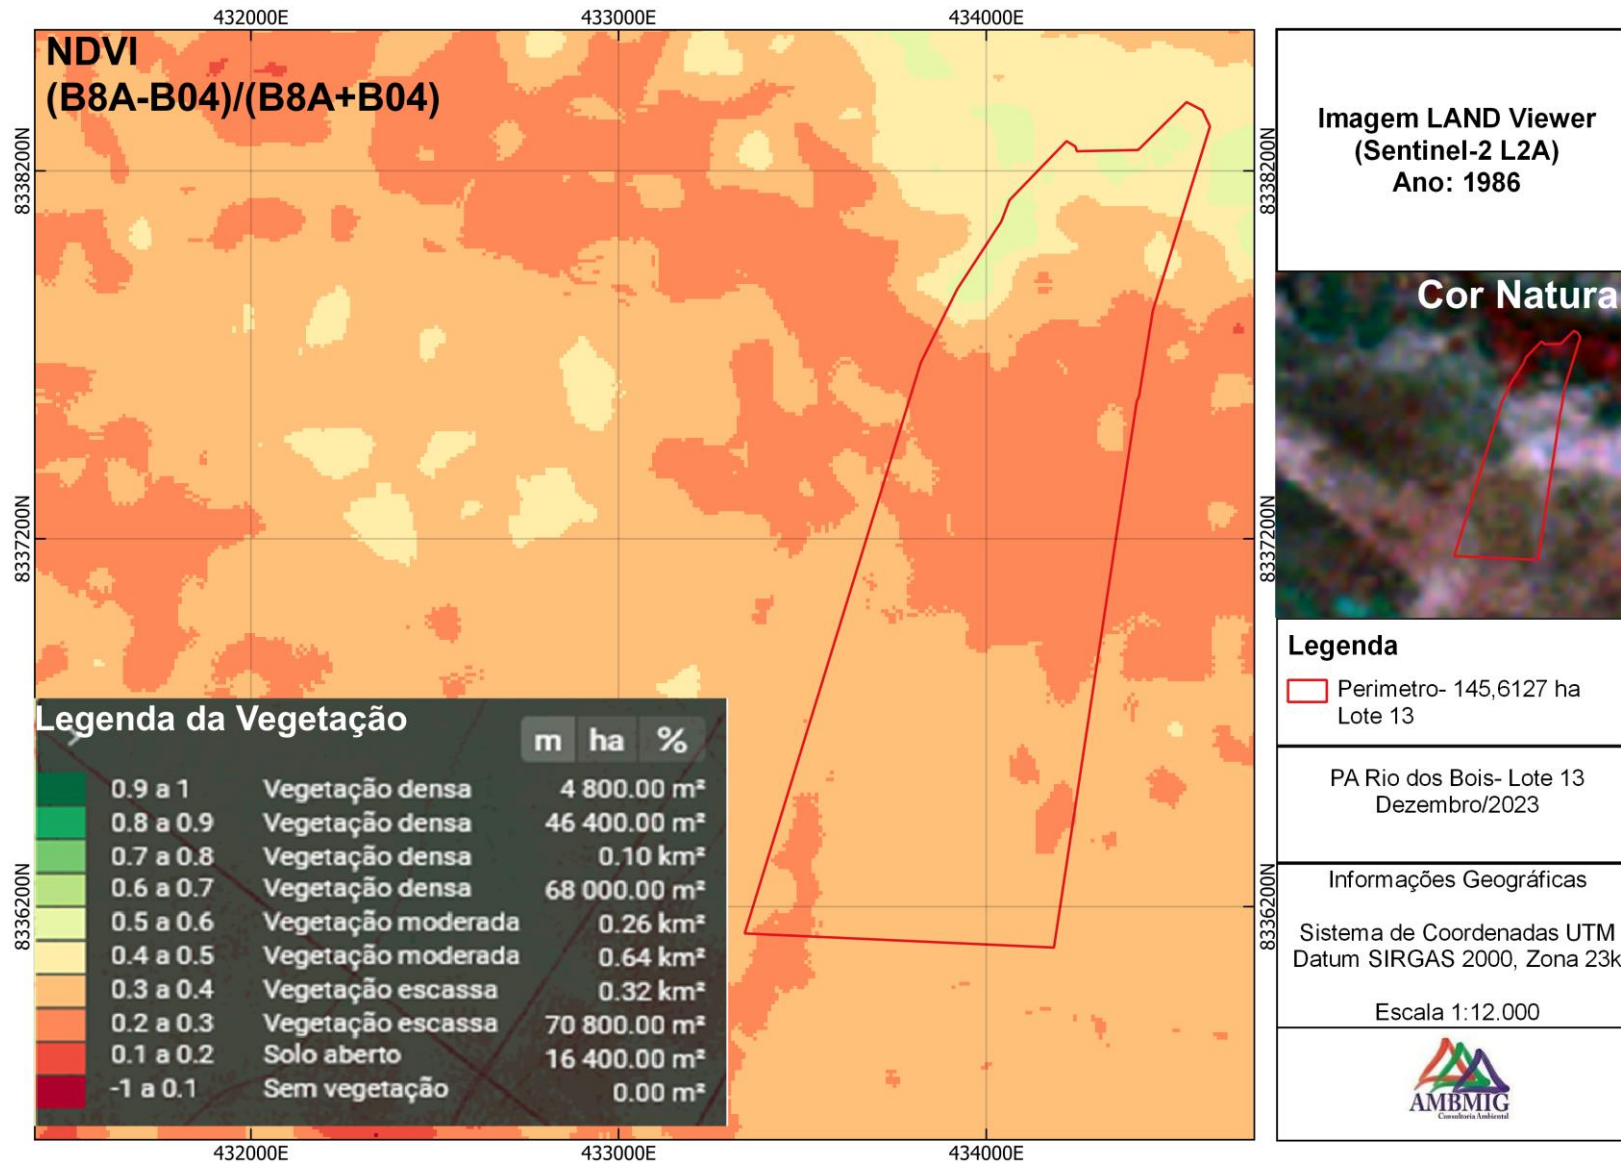 432000E
433000E
434000E
NDVI
(B8A-B04)/(B8A+B04)
8338200N
8338200N
8337200N
8337200N
8336200N
8336200N
Legenda da Vegetação
m ha %
0.9 a 1 Vegetação densa 4 800.00 m²
0.8 a 0.9 Vegetação densa 46 400.00 m²
0.7 a 0.8 Vegetação densa 0.10 km²
0.6 a 0.7 Vegetação densa 68 000.00 m²
0.5 a 0.6 Vegetação moderada 0.26 km²
0.4 a 0.5 Vegetação moderada 0.64 km²
0.3 a 0.4 Vegetação escassa 0.32 km²
0.2 a 0.3 Vegetação escassa 70 800.00 m²
0.1 a 0.2 Solo aberto 16 400.00 m²
-1 a 0.1 Sem vegetação 0.00 m²
432000E
433000E
434000E
Imagem LAND Viewer
(Sentinel-2 L2A)
Ano: 1986
Cor Natura
Legenda
Perimetro- 145,6127 ha
Lote 13
PA Rio dos Bois- Lote 13
Dezembro/2023
Informações Geográficas
Sistema de Coordenadas UTM
Datum SIRGAS 2000, Zona 23k
Escala 1:12.000
AMBMIG
Consultoria Ambiental